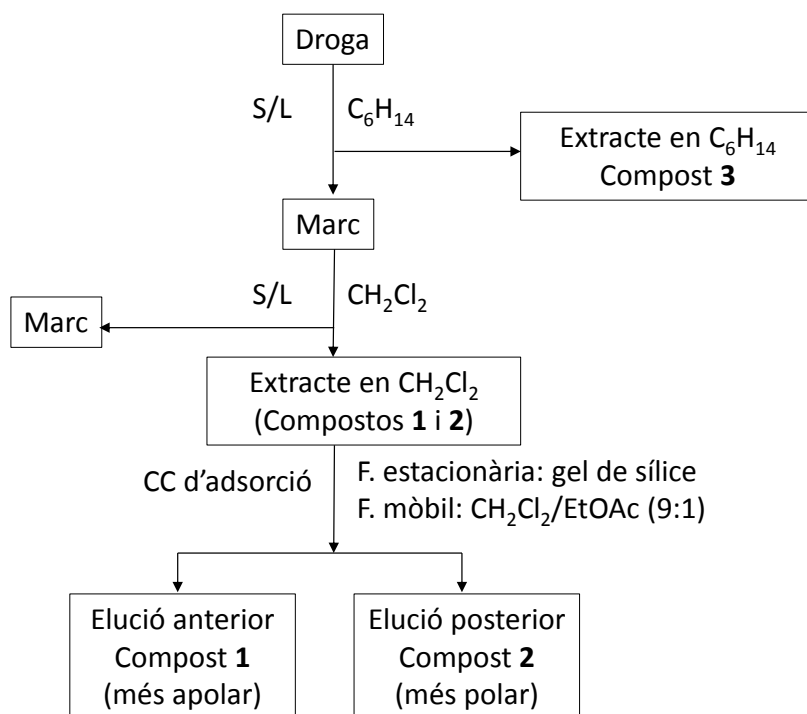 Droga
S/L C₆H₁₄
Extracte en C₆H₁₄
Compost 3
Marc
S/L CH₂Cl₂
Marc
Extracte en CH₂Cl₂
(Compostos 1 i 2)
CC d'adsorció
F. estacionària: gel de sílice
F. mòbil: CH₂Cl₂/EtOAc (9:1)
Elució anterior
Compost 1
(més apolar)
Elució posterior
Compost 2
(més polar)